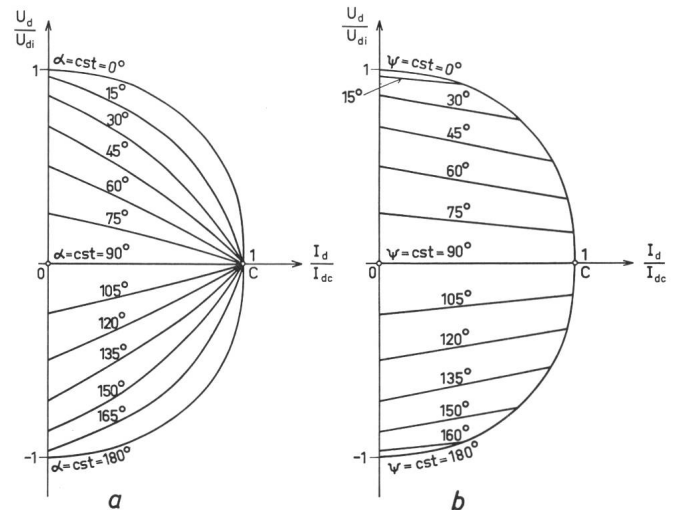 U_d
U_di
1
α=cst=0°
15°
30°
45°
60°
75°
α=cst=90°
0
1
C
I_d
I_dc
105°
120°
135°
150°
165°
-1
α=cst=180°
a
U_d
U_di
1
ψ=cst=0°
15°
30°
45°
60°
75°
ψ=cst=90°
0
1
C
I_d
I_dc
105°
120°
135°
150°
160°
-1
ψ=cst=180°
b